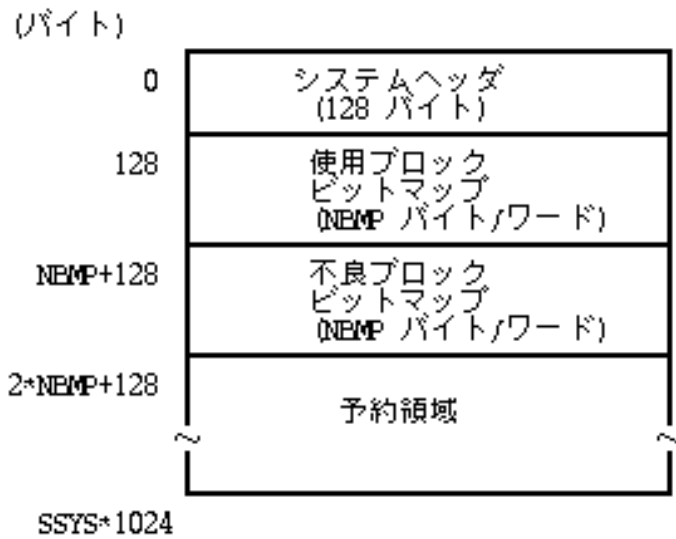 (バイト)
0
システムヘッダ
(128 バイト)
128
使用ブロック
ビットマップ
(NBMP バイト/ワード)
NBMP+128
不良ブロック
ビットマップ
(NBMP バイト/ワード)
2*NBMP+128
予約領域
SSYS*1024